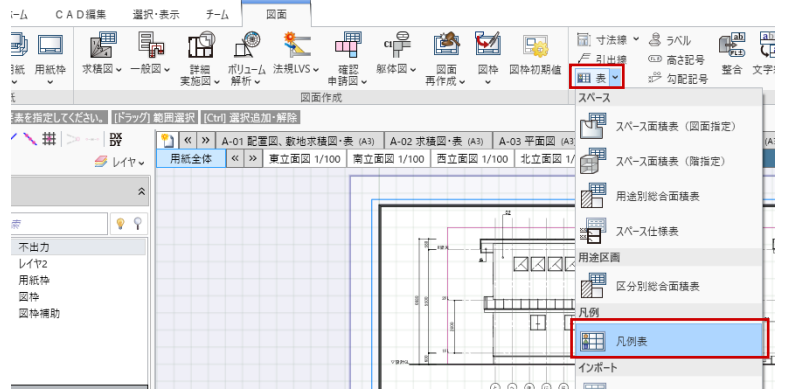 ホーム CAD編集 選択・表示 チーム 図面
用紙 用紙枠 求積図 一般図 詳細実施図 ボリューム解析 法規LVS 確認申請図 躯体図 図面再作成 図枠 図枠初期値
寸法線 ラベル
引出線 高さ記号
表 勾配記号
整合 文字
図面作成
要素を指定してください。 [ドラッグ] 範囲選択 [Ctrl] 選択追加・解除
A-01 配置図、敷地求積図・表 (A3) A-02 求積図・表 (A3) A-03 平面図 (A3
レイヤ
用紙全体 東立面図 1/100 南立面図 1/100 西立面図 1/100 北立面図 1/
不出力
レイヤ2
用紙枠
図枠
図枠補助
スペース
スペース面積表（図面指定）
スペース面積表（階指定）
用途別総合面積表
スペース仕様表
用途区画
区分別総合面積表
凡例
凡例表
インポート